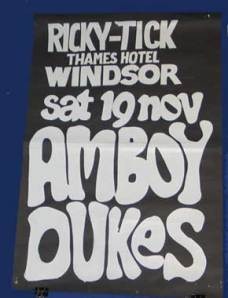 RICKY-TICK
THAMES HOTEL
WINDSOR
sat 19 nov
AMBOY
DUKES